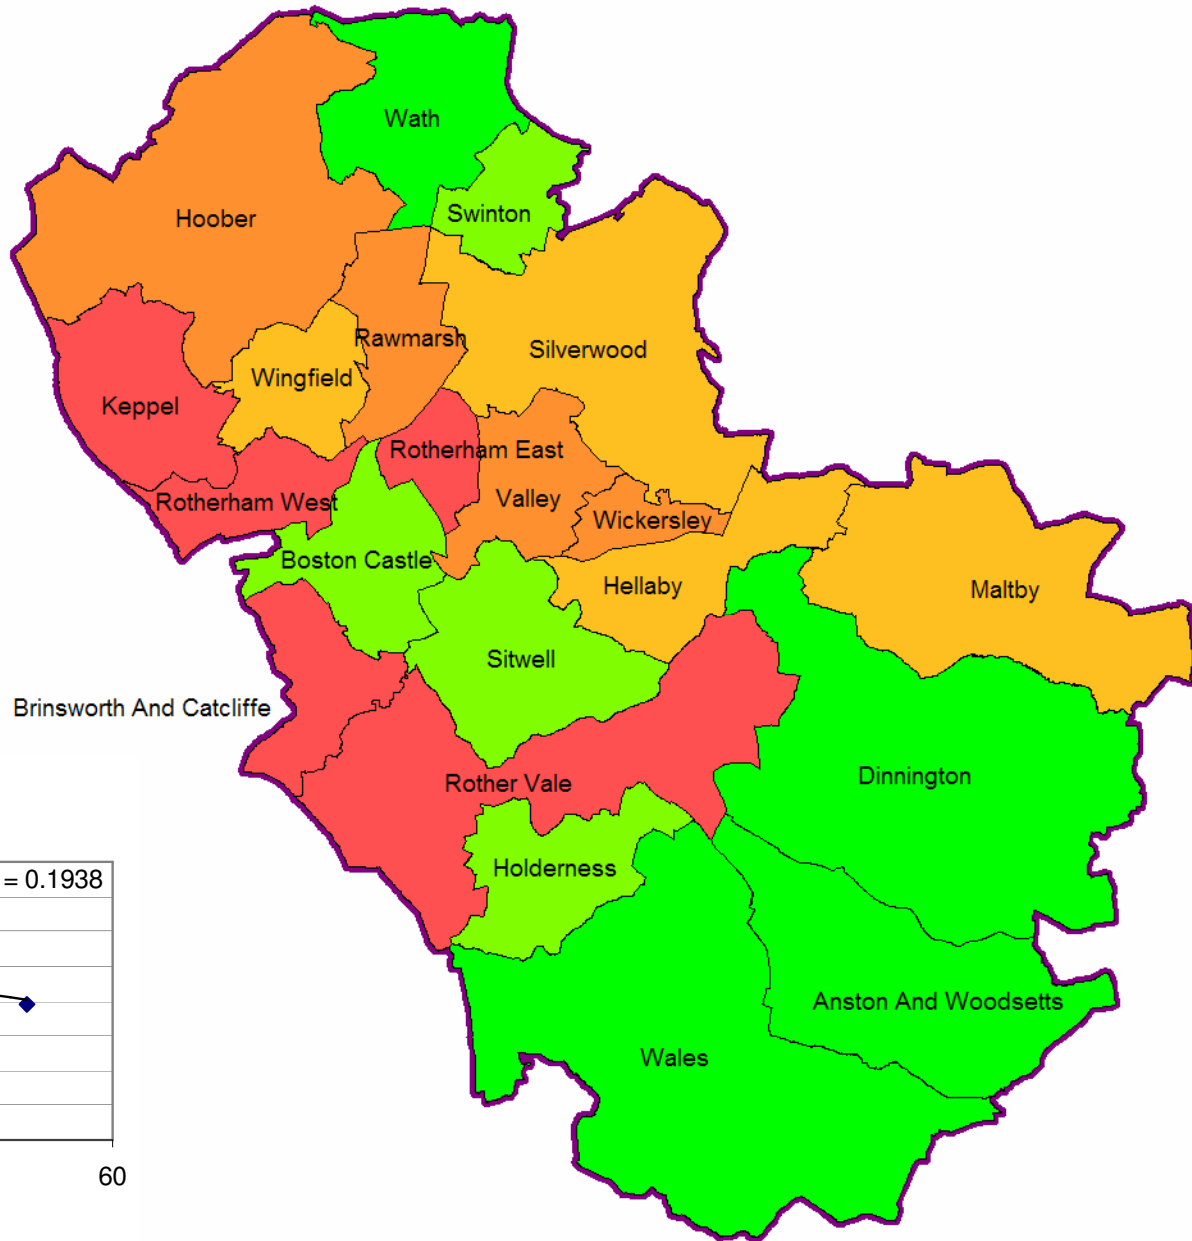 Wath
Swinton
Hoober
Rawmarsh
Silverwood
Wingfield
Keppel
Rotherham East
Rotherham West
Valley
Wickersley
Boston Castle
Hellaby
Maltby
Sitwell
Brinsworth And Catcliffe
Rother Vale
Dinnington
Holderness
= 0.1938
Anston And Woodsetts
Wales
60